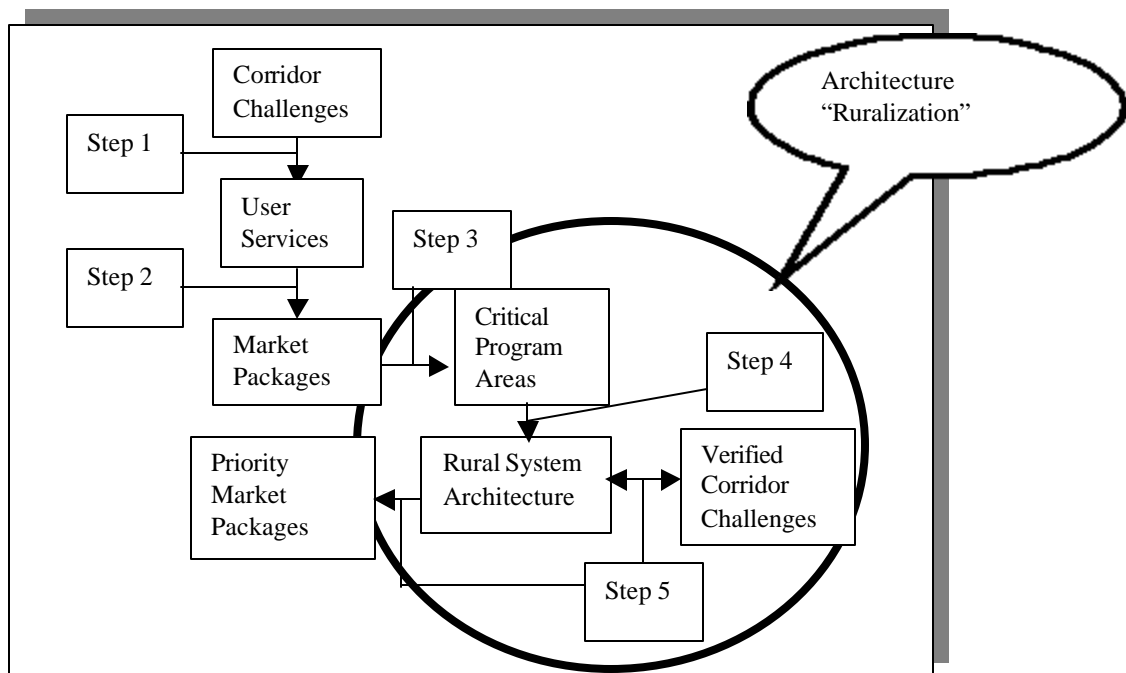 Architecture
“Ruralization”
Corridor
Challenges
Step 1
User
Services
Step 2
Step 3
Market
Packages
Critical
Program
Areas
Step 4
Priority
Market
Packages
Rural System
Architecture
Verified
Corridor
Challenges
Step 5